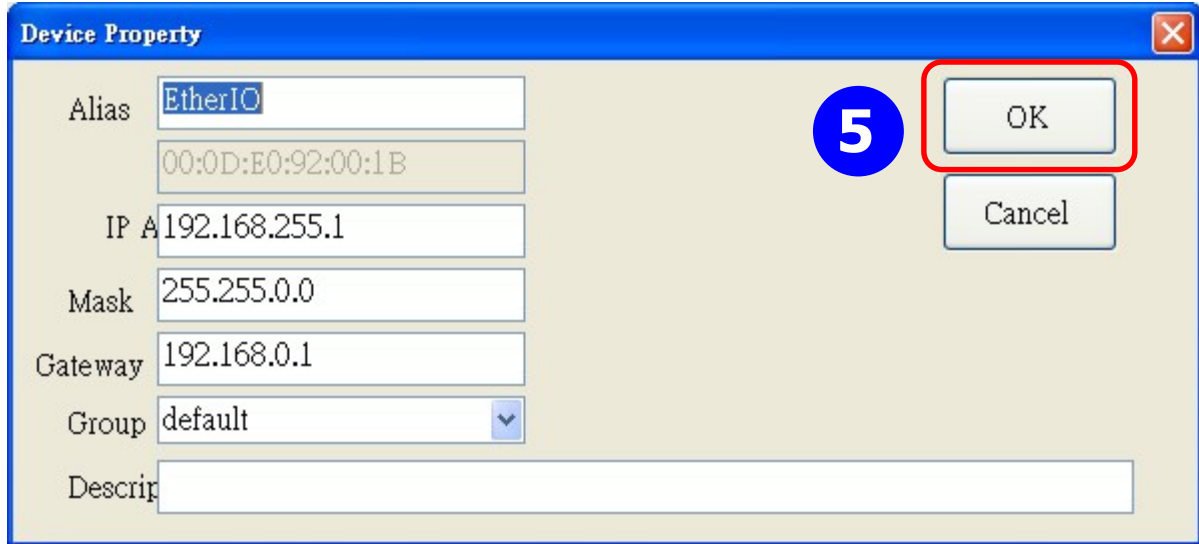 Device Property
Alias EtherIO
00:0D:E0:92:00:1B
IP A 192.168.255.1
Mask 255.255.0.0
Gateway 192.168.0.1
Group default
Descrip
5
OK
Cancel